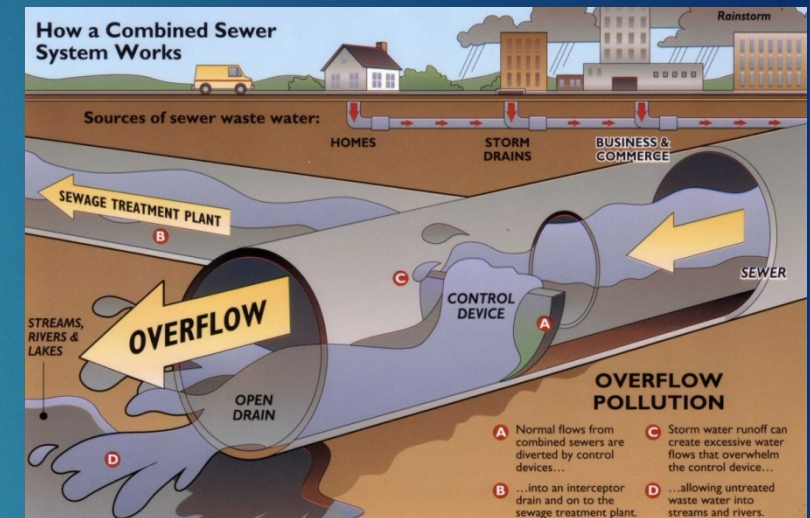 How a Combined Sewer
System Works
Rainstorm
Sources of sewer waste water:
HOMES
STORM
DRAINS
BUSINESS &
COMMERCE
SEWAGE TREATMENT PLANT
B
C
SEWER
CONTROL
DEVICE
A
OVERFLOW
STREAMS,
RIVERS &
LAKES
OPEN
DRAIN
D
OVERFLOW
POLLUTION
A Normal flows from
combined sewers are
diverted by control
devices...
B ...into an interceptor
drain and on to the
sewage treatment plant.
C Storm water runoff can
create excessive water
flows that overwhelm
the control device...
D ...allowing untreated
waste water into
streams and rivers.